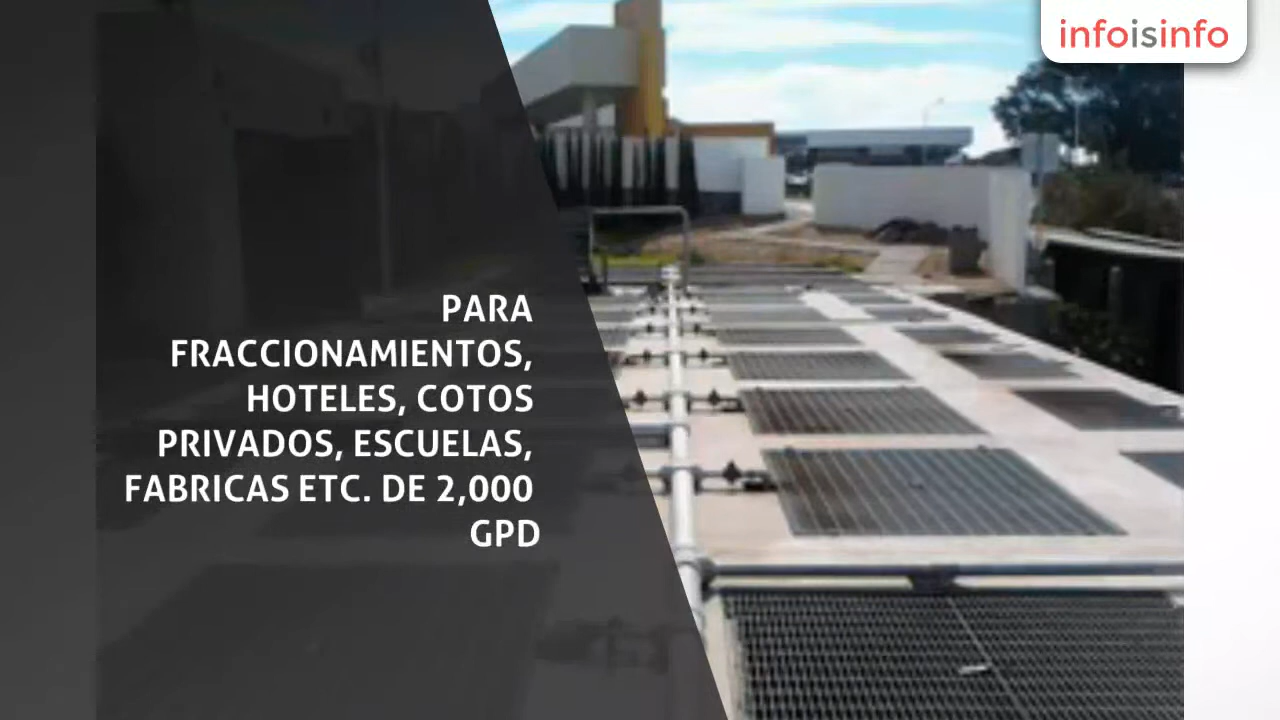 infoisinfo
PARA
FRACCIONAMIENTOS,
HOTELES, COTOS
PRIVADOS, ESCUELAS,
FABRICAS ETC. DE 2,000
GPD